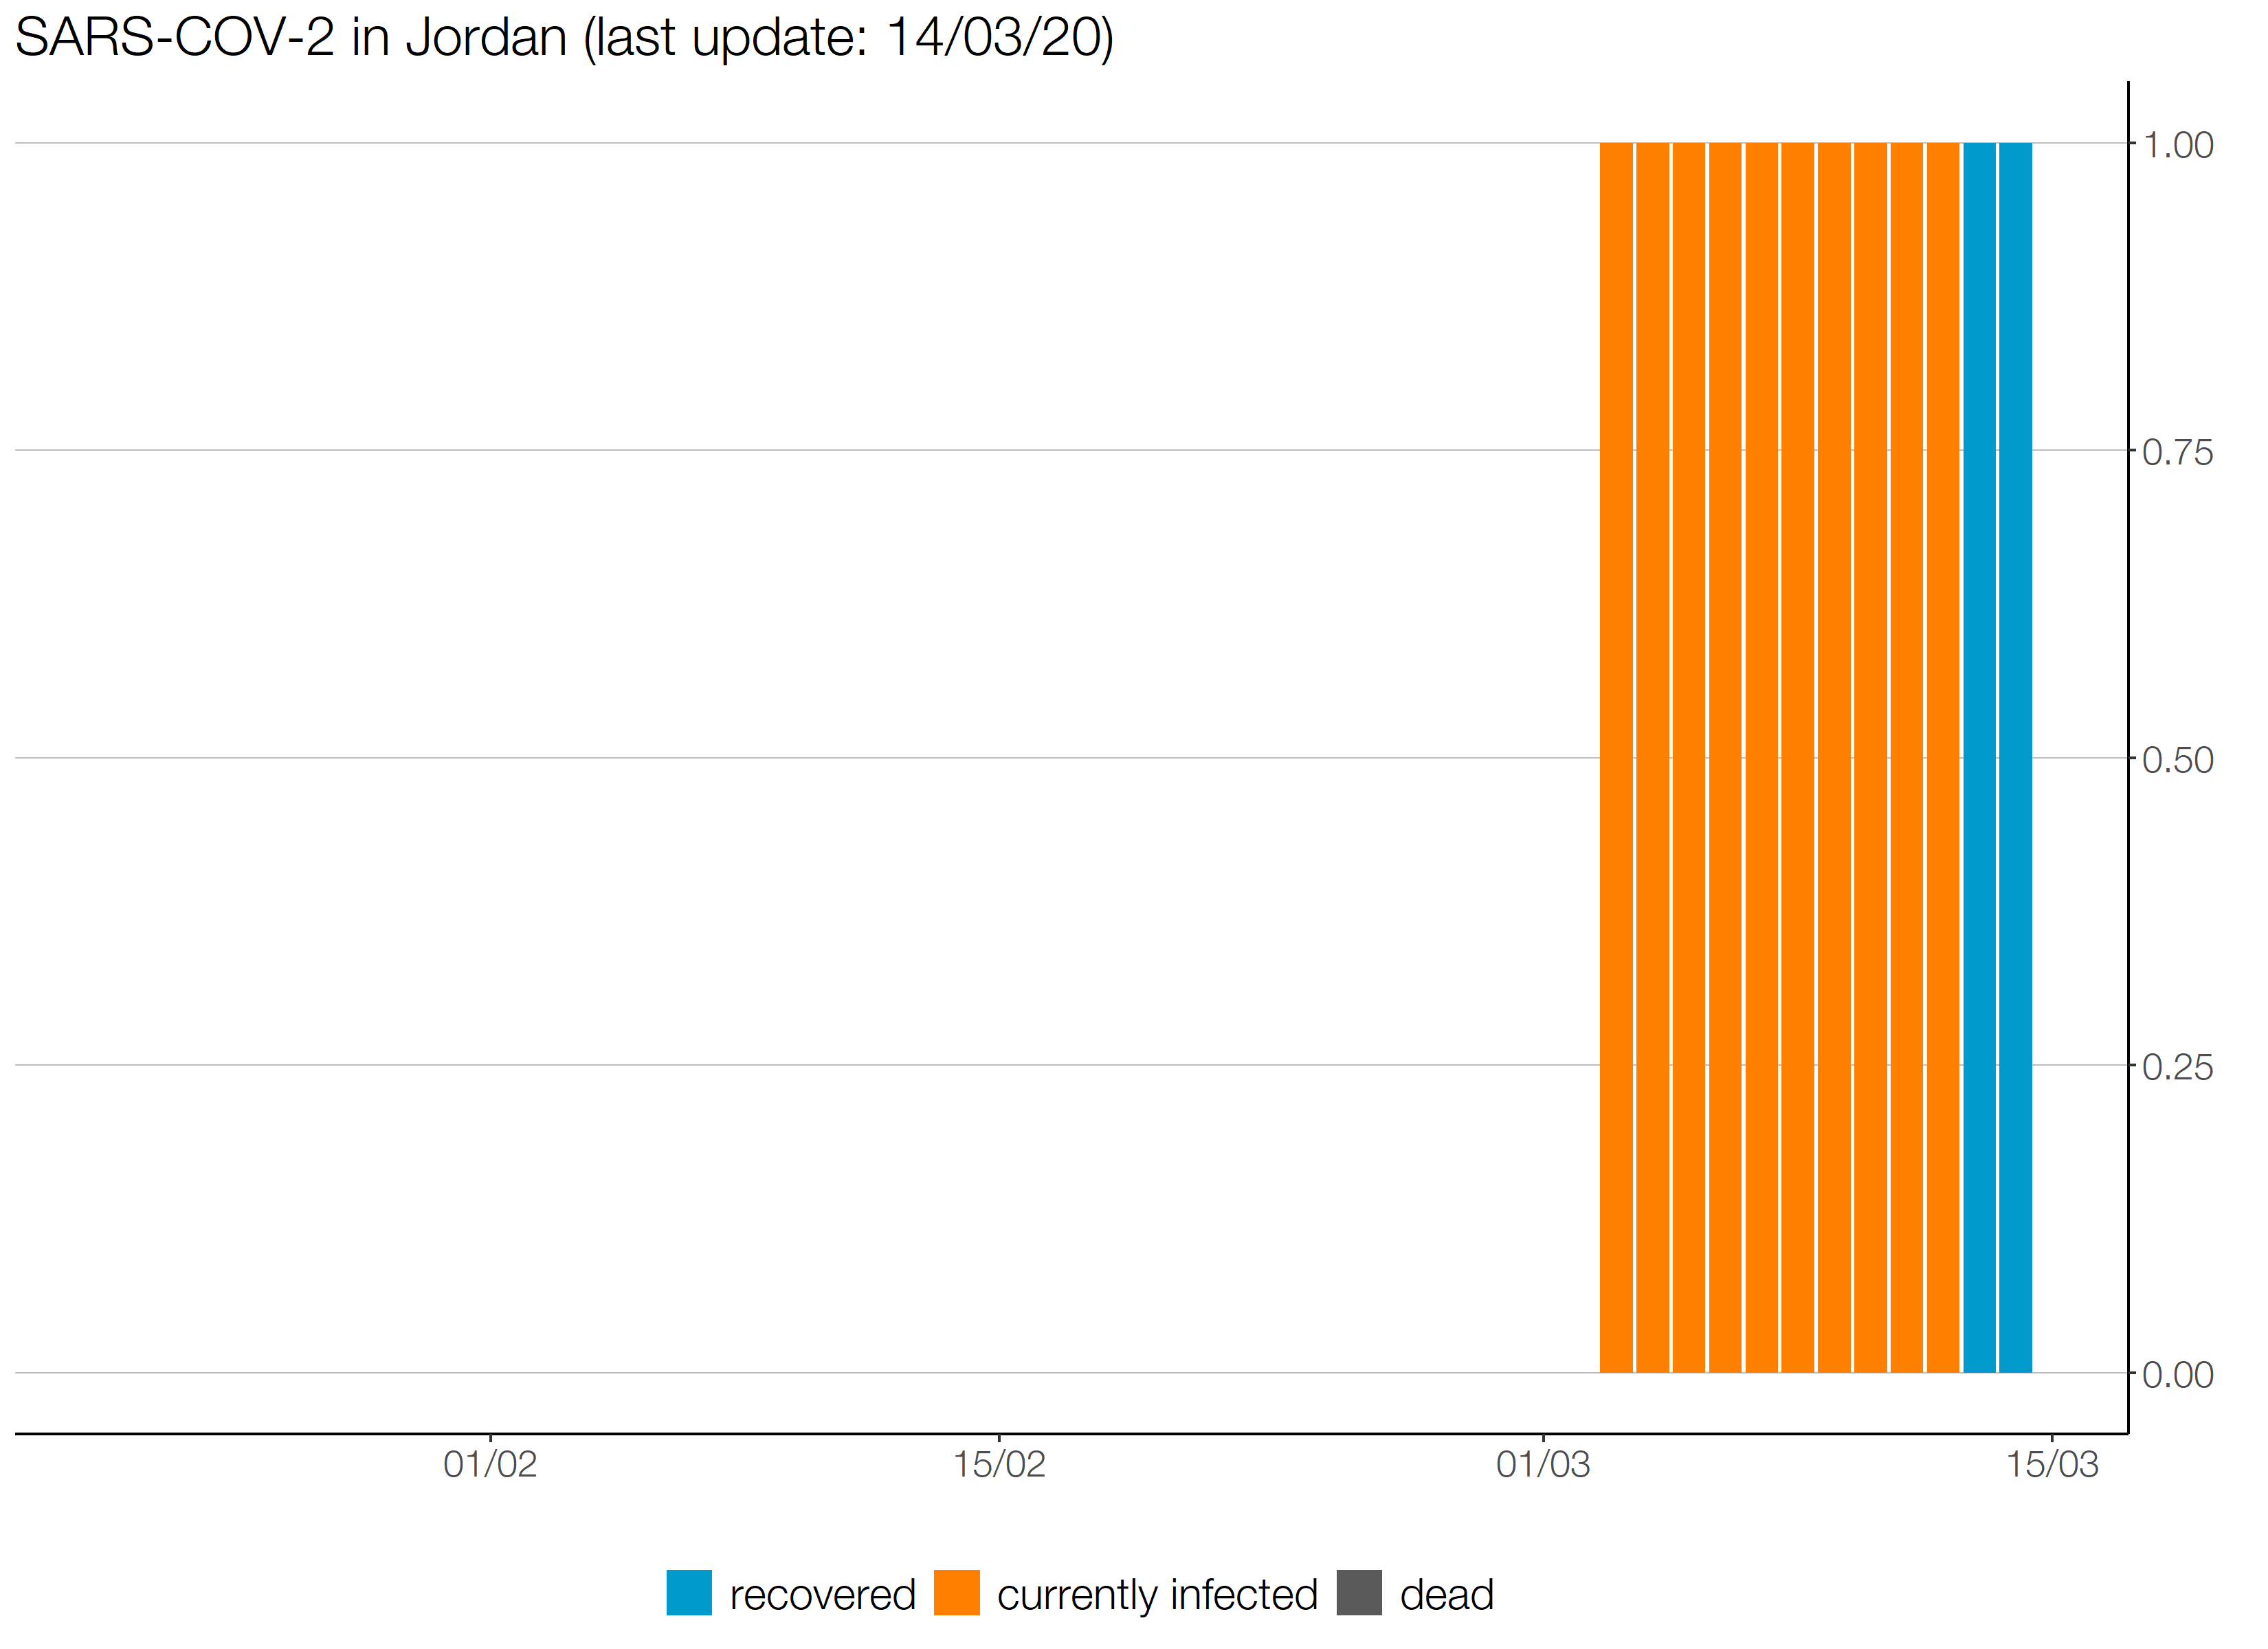 SARS-COV-2 in Jordan (last update: 14/03/20)
1.00
0.75
0.50
0.25
0.00
01/02 15/02 01/03 15/03
recovered currently infected dead